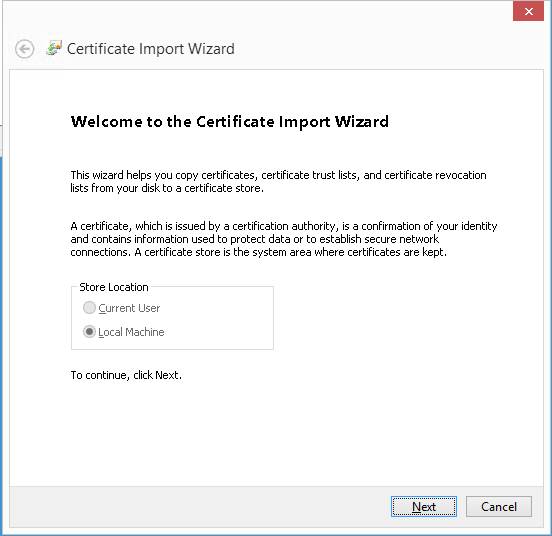 Certificate Import Wizard
Welcome to the Certificate Import Wizard
This wizard helps you copy certificates, certificate trust lists, and certificate revocation
lists from your disk to a certificate store.
A certificate, which is issued by a certification authority, is a confirmation of your identity
and contains information used to protect data or to establish secure network
connections. A certificate store is the system area where certificates are kept.
Store Location
Current User
Local Machine
To continue, click Next.
Next
Cancel